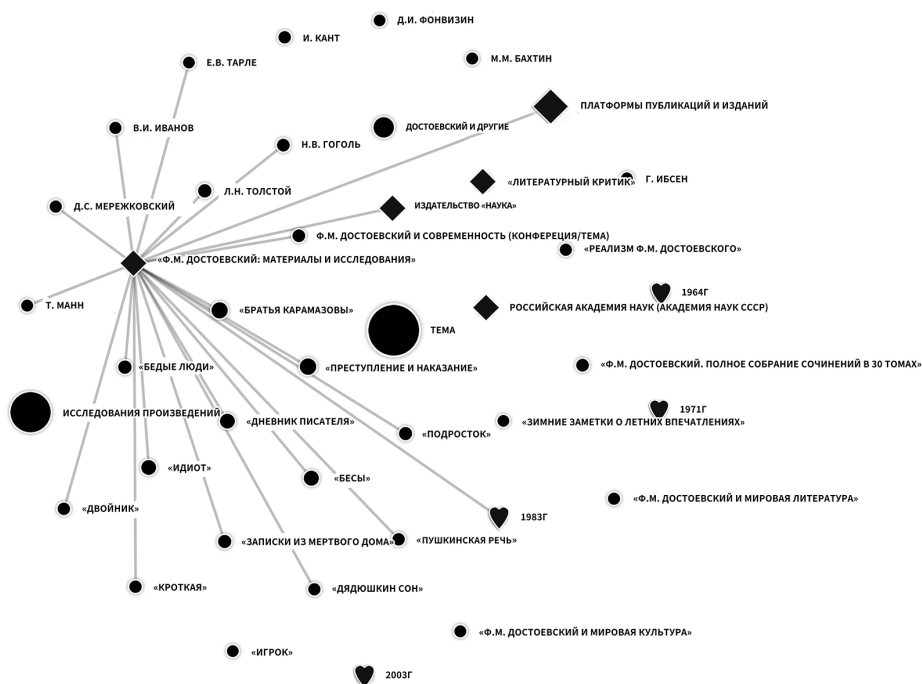 Д.И. ФОНВИЗИН
И. КАНТ
Е.В. ТАРЛЕ
М.М. БАХТИН
ПЛАТФОРМЫ ПУБЛИКАЦИЙ И ИЗДАНИЙ
В.И. ИВАНОВ
ДОСТОЕВСКИЙ И ДРУГИЕ
Н.В. ГОГОЛЬ
«ЛИТЕРАТУРНЫЙ КРИТИК»
Г. ИБСЕН
Л.Н. ТОЛСТОЙ
Д.С. МЕРЕЖКОВСКИЙ
ИЗДАТЕЛЬСТВО «НАУКА»
Ф.М. ДОСТОЕВСКИЙ И СОВРЕМЕННОСТЬ (КОНФЕРЕЦИЯ/ТЕМА)
«РЕАЛИЗМ Ф.М. ДОСТОЕВСКОГО»
«Ф.М. ДОСТОЕВСКИЙ: МАТЕРИАЛЫ И ИССЛЕДОВАНИЯ»
1964Г
Т. МАНН
«БРАТЬЯ КАРАМАЗОВЫ»
РОССИЙСКАЯ АКАДЕМИЯ НАУК (АКАДЕМИЯ НАУК СССР)
ТЕМА
«БЕДЫЕ ЛЮДИ»
«ПРЕСТУПЛЕНИЕ И НАКАЗАНИЕ»
«Ф.М. ДОСТОЕВСКИЙ. ПОЛНОЕ СОБРАНИЕ СОЧИНЕНИЙ В 30 ТОМАХ»
ИССЛЕДОВАНИЯ ПРОИЗВЕДЕНИЙ
1971Г
«ДНЕВНИК ПИСАТЕЛЯ»
«ЗИМНИЕ ЗАМЕТКИ О ЛЕТНИХ ВПЕЧАТЛЕНИЯХ»
«ПОДРОСТОК»
«ИДИОТ»
«БЕСЫ»
«Ф.М. ДОСТОЕВСКИЙ И МИРОВАЯ ЛИТЕРАТУРА»
«ДВОЙНИК»
1983Г
«ЗАПИСКИ ИЗ МЕРТВОГО ДОМА»
«ПУШКИНСКАЯ РЕЧЬ»
«КРОТКАЯ»
«ДЯДЮШКИН СОН»
«Ф.М. ДОСТОЕВСКИЙ И МИРОВАЯ КУЛЬТУРА»
«ИГРОК»
2003Г